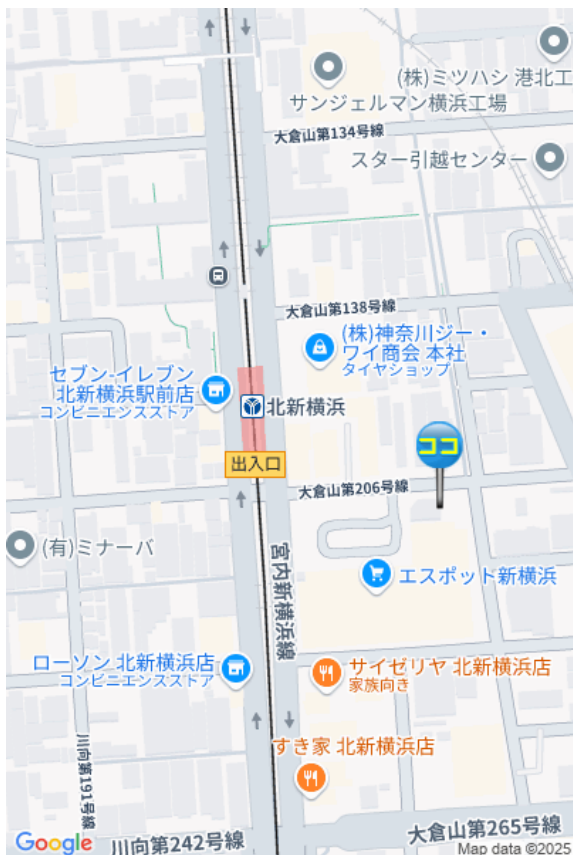 (株)ミツハシ 港北工
サンジェルマン横浜工場
大倉山第134号線
スター引越センター
大倉山第138号線
(株)神奈川ジー・
ワイ商会 本社
タイヤショップ
セブン-イレブン
北新横浜駅前店
コンビニエンスストア
北新横浜
ココ
出入口
大倉山第206号線
(有)ミナーバ
宮内新横浜線
エスポット新横浜
ローソン 北新横浜店
コンビニエンスストア
サイゼリヤ 北新横浜店
家族向き
すき家 北新横浜店
川向第191号線
大倉山第265号線
川向第242号線
Google
Map data ©2025